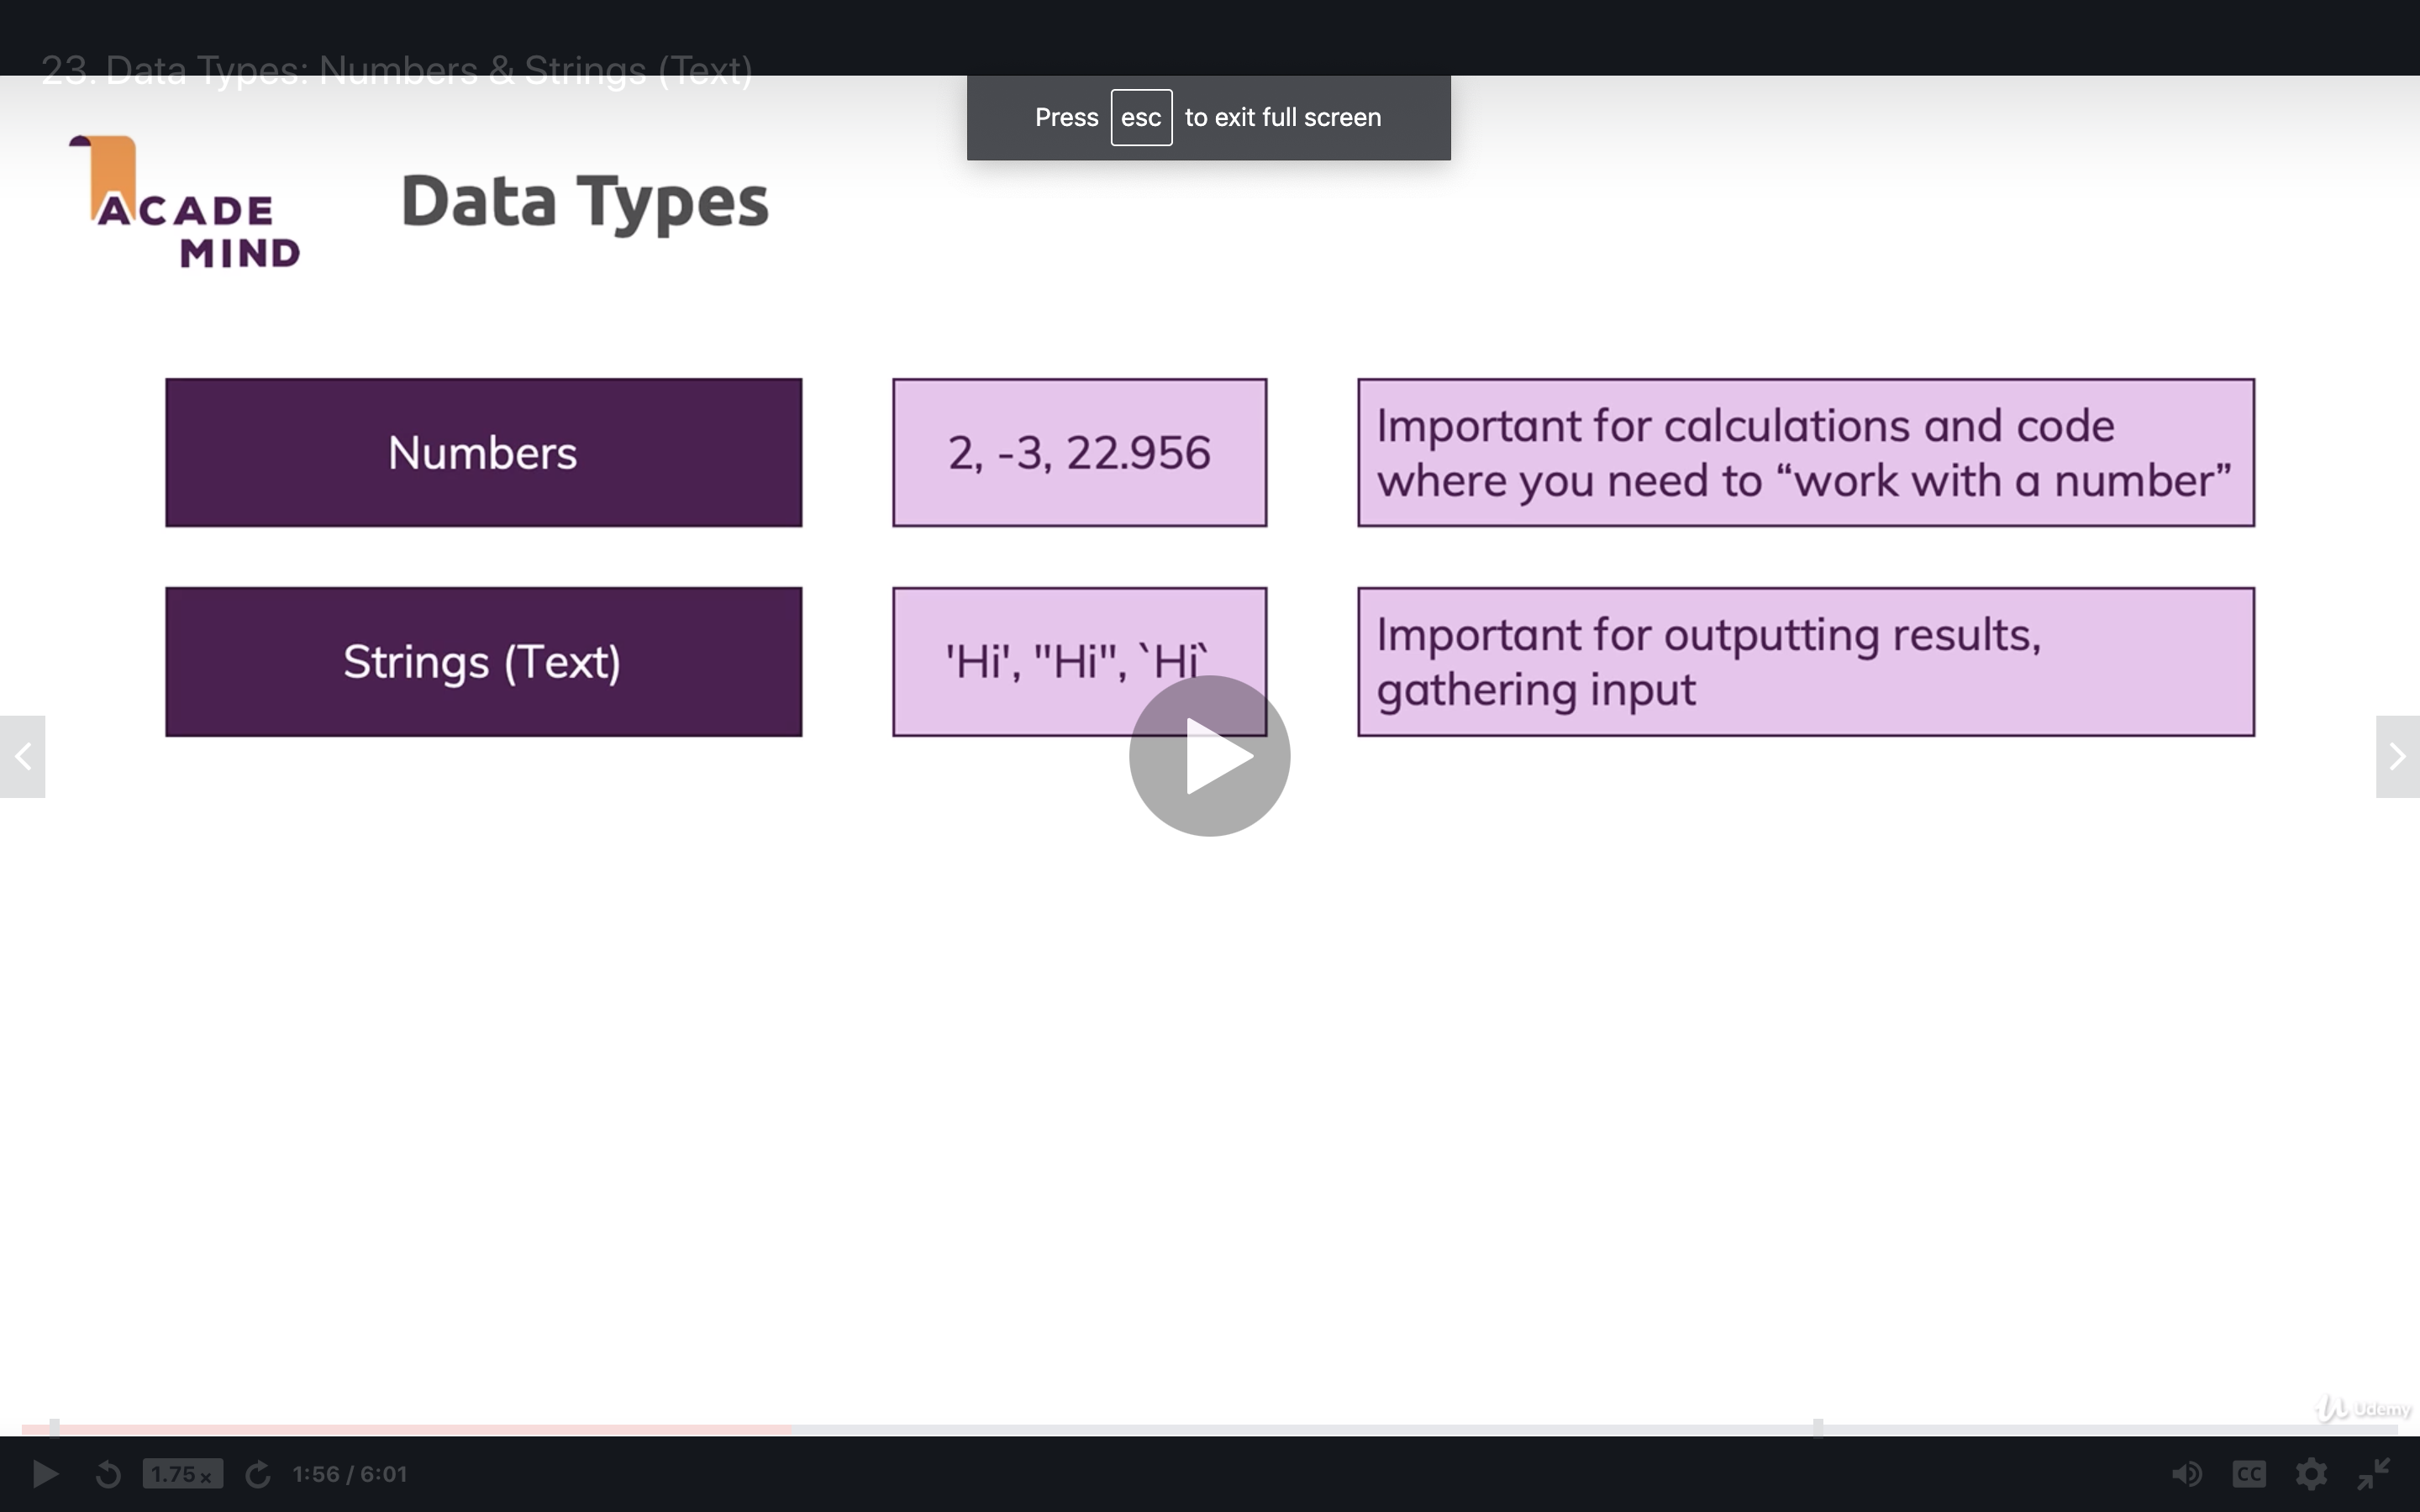 23. Data Types: Numbers & Strings (Text)
Press esc to exit full screen
ACADE
MIND
Data Types
Numbers
2, -3, 22.956
Important for calculations and code
where you need to “work with a number”
Strings (Text)
'Hi', "Hi", `Hi`
Important for outputting results,
gathering input
Udemy
1.75x
1:56 / 6:01
CC